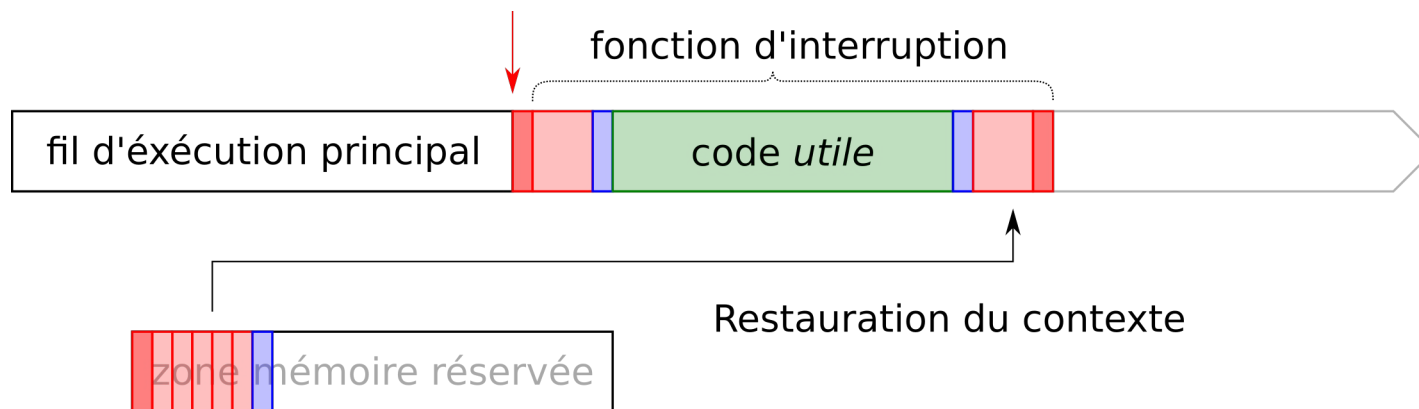 fonction d'interruption
fil d'éxécution principal
code utile
Restauration du contexte
zone mémoire réservée